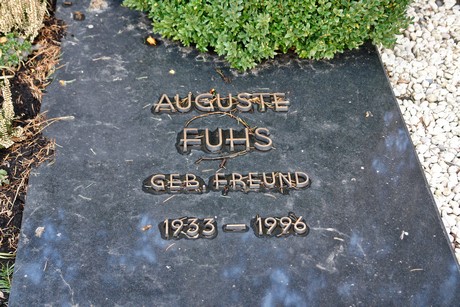 AUGUSTE
FUHS
GEB. FREUND
1933 – 1996